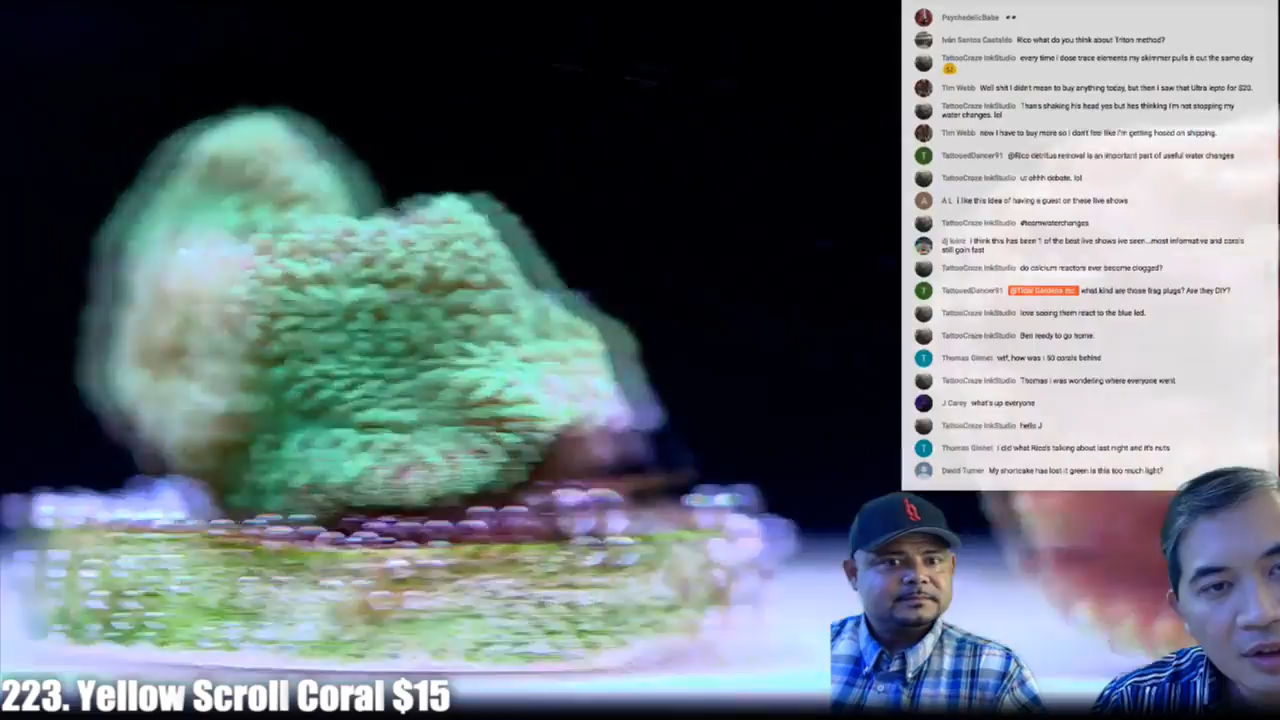 PsychedelicBabe
Iván Santos Castaldo Rico what do you think about Triton method?
TattooCraze InkStudio every time i dose trace elements my skimmer pulls it out the same day
Tim Webb Well shit I didn't mean to buy anything today, but then I saw that Ultra lepto for $20.
TattooCraze InkStudio Thans shaking his head yes but hes thinking I'm not stopping my
water changes. lol
Tim Webb now I have to buy more so I don't feel like I'm getting hosed on shipping.
TattooedDancer91 @Rico detritus removal is an important part of useful water changes
TattooCraze InkStudio ut ohhh debate. lol
A L i like this idea of having a guest on these live shows
TattooCraze InkStudio #teamwaterchanges
I think this has been 1 of the best live shows ive seen...most informative and corals
still goin fast
TattooCraze InkStudio do calcium reactors ever become clogged?
TattooedDancer91 @Tidal Gardens Inc. what kind are those frag plugs? Are they DIY?
TattooCraze InkStudio love seeing them react to the blue led.
TattooCraze InkStudio Ben ready to go home.
Thomas Ginnei wtf, how was i 50 corals behind
TattooCraze InkStudio Thomas i was wondering where everyone went
J Carey what's up everyone
TattooCraze InkStudio hello J
Thomas Ginnei I did what Rico's talking about last night and it's nuts
David Turner My shortcake has lost it green is this too much light?
223. Yellow Scroll Coral $15